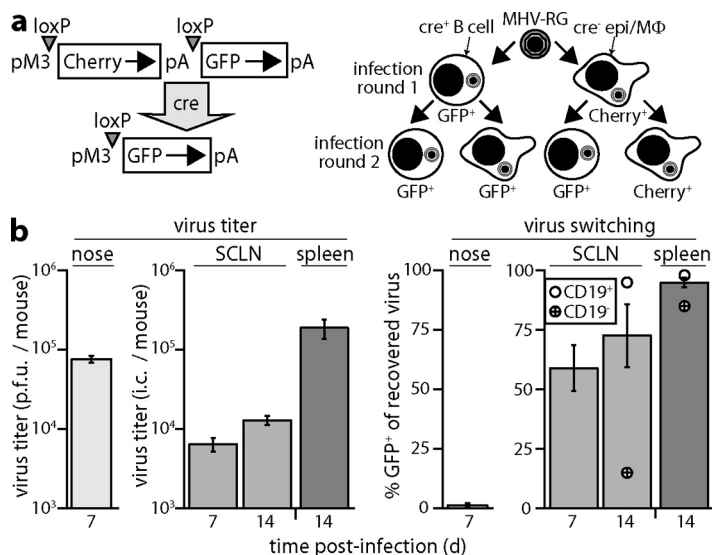 a
loxP
loxP
pM3 Cherry pA GFP pA
cre
loxP
pM3 GFP pA
cre⁺ B cell MHV-RG cre⁻ epi/MΦ
infection
round 1
GFP⁺ Cherry⁺
infection
round 2
GFP⁺ GFP⁺ GFP⁺ Cherry⁺
b
virus titer
nose SCLN spleen
virus titer (p.f.u. / mouse)
10⁶
10⁵
10⁴
10³
7
virus titer (i.c. / mouse)
10⁶
10⁵
10⁴
10³
7 14 14
virus switching
nose SCLN spleen
% GFP⁺ of recovered virus
100
75
50
25
0
7
100
75
50
25
0
CD19⁺
CD19⁻
7 14 14
time post-infection (d)